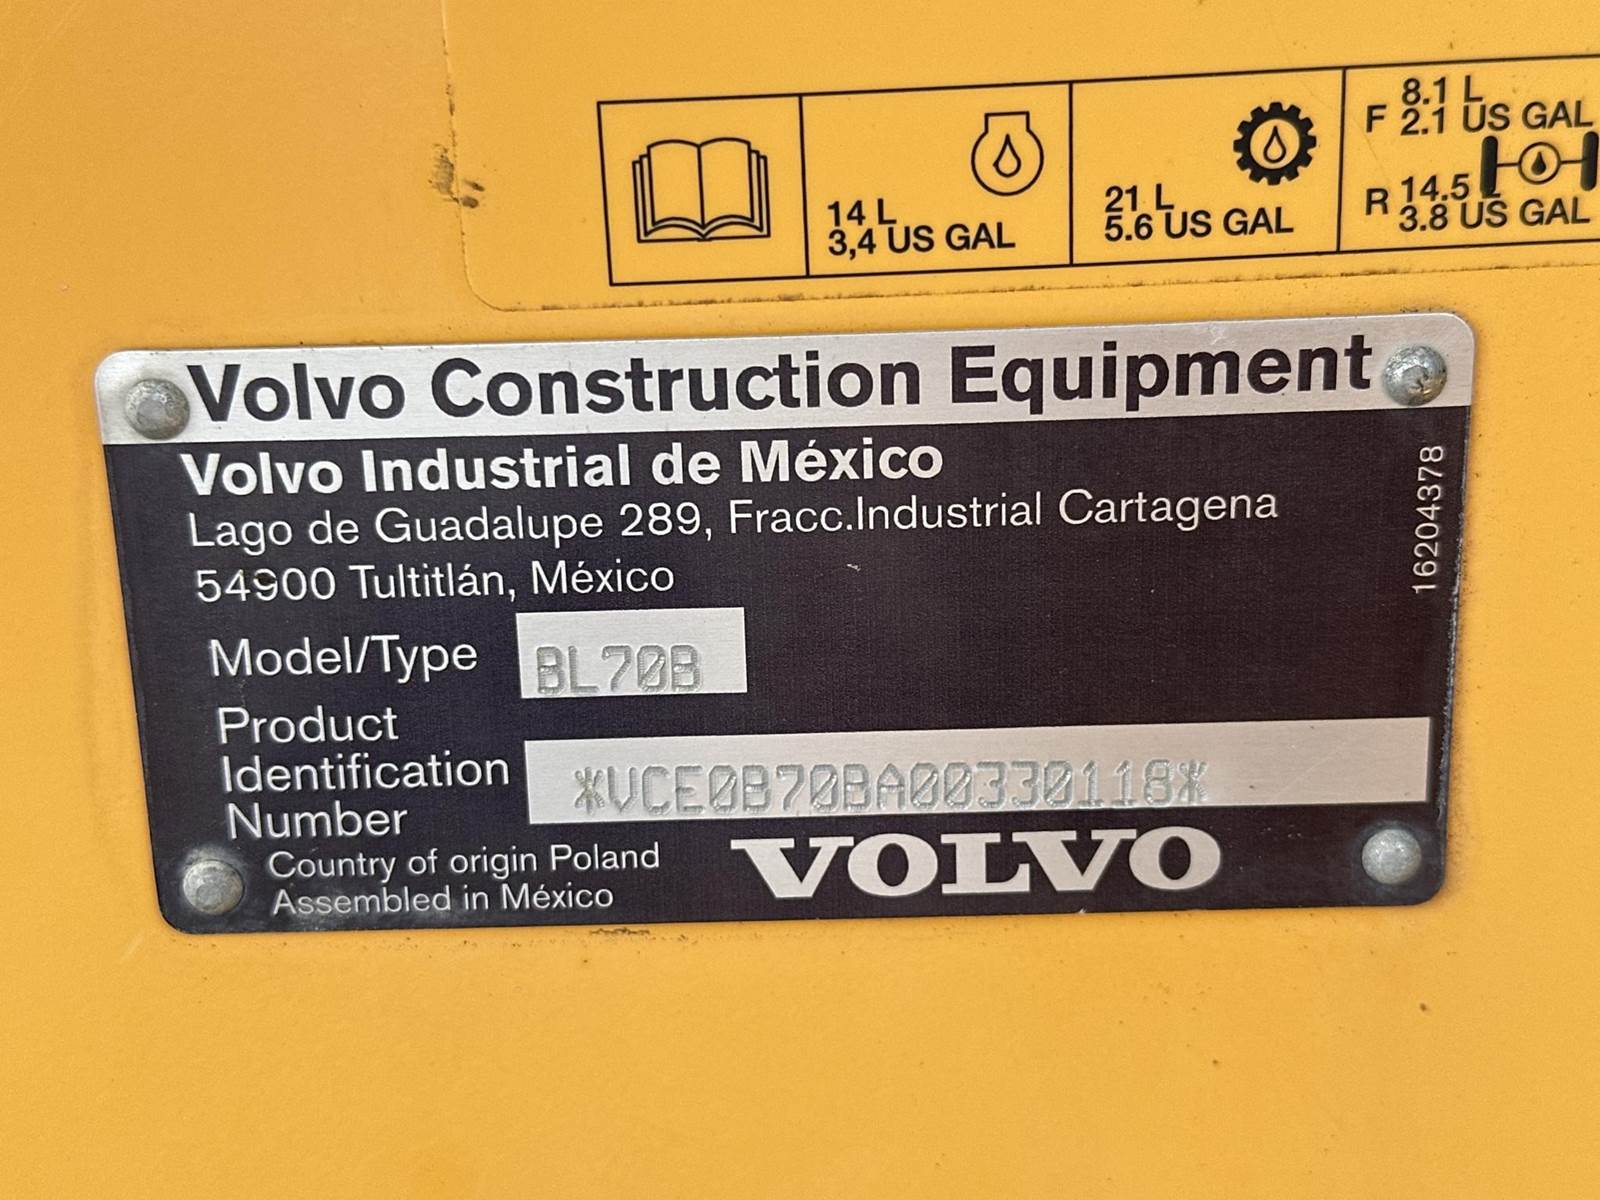 14 L
3,4 US GAL
21 L
5.6 US GAL
F 8.1 L
2.1 US GAL
R 14.5 L
3.8 US GAL
Volvo Construction Equipment
Volvo Industrial de México
Lago de Guadalupe 289, Fracc.Industrial Cartagena
54900 Tultitlán, México
16204378
Model/Type BL70B
Product
Identification
Number
*VCE0B70BA00330118*
Country of origin Poland
Assembled in México
VOLVO